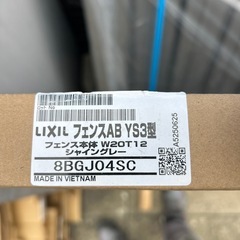 LIXIL フェンスAB YS3型
フェンス本体 W20T12
シャイングレー
8BGJ04SC
MADE IN VIETNAM
A5250625